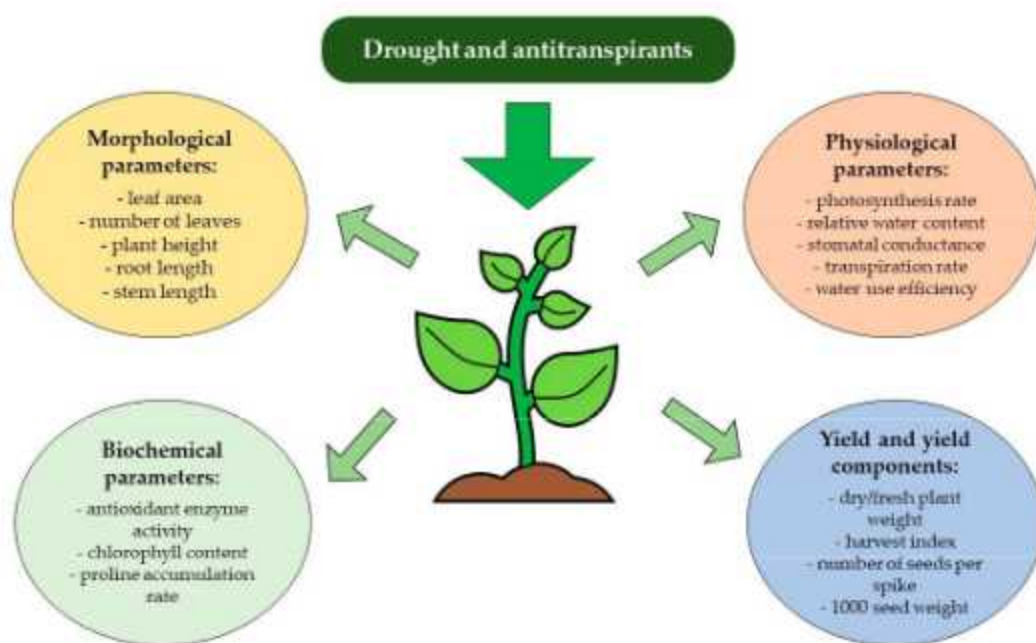 Drought and antitranspirants
Morphological
parameters:
- leaf area
- number of leaves
- plant height
- root length
- stem length
Physiological
parameters:
- photosynthesis rate
- relative water content
- stomatal conductance
- transpiration rate
- water use efficiency
Biochemical
parameters:
- antioxidant enzyme
activity
- chlorophyll content
- proline accumulation
rate
Yield and yield
components:
- dry/fresh plant
weight
- harvest index
- number of seeds per
spike
- 1000 seed weight